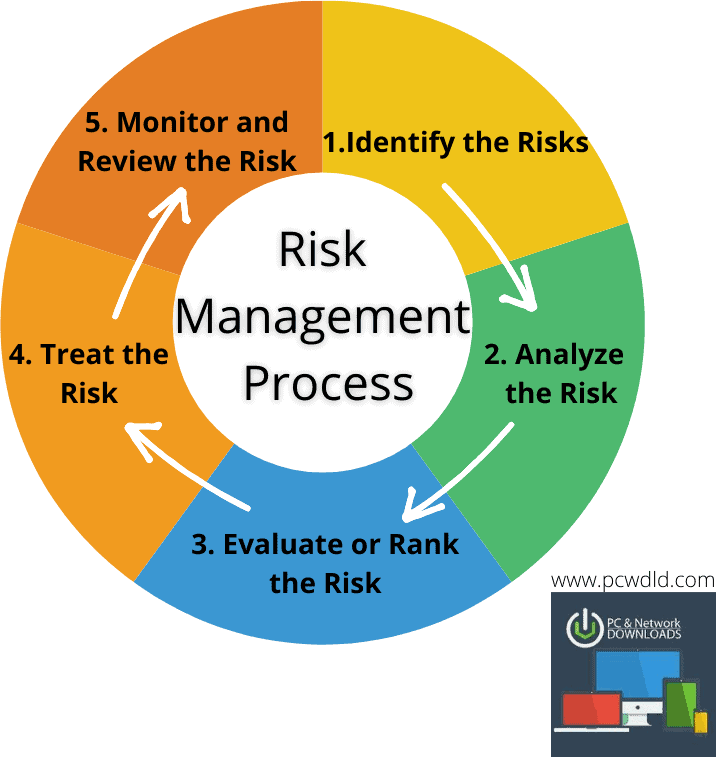 Risk
Management
Process
1.Identify the Risks
2. Analyze
the Risk
3. Evaluate or Rank
the Risk
4. Treat the
Risk
5. Monitor and
Review the Risk
www.pcwdld.com
PC & Network
DOWNLOADS